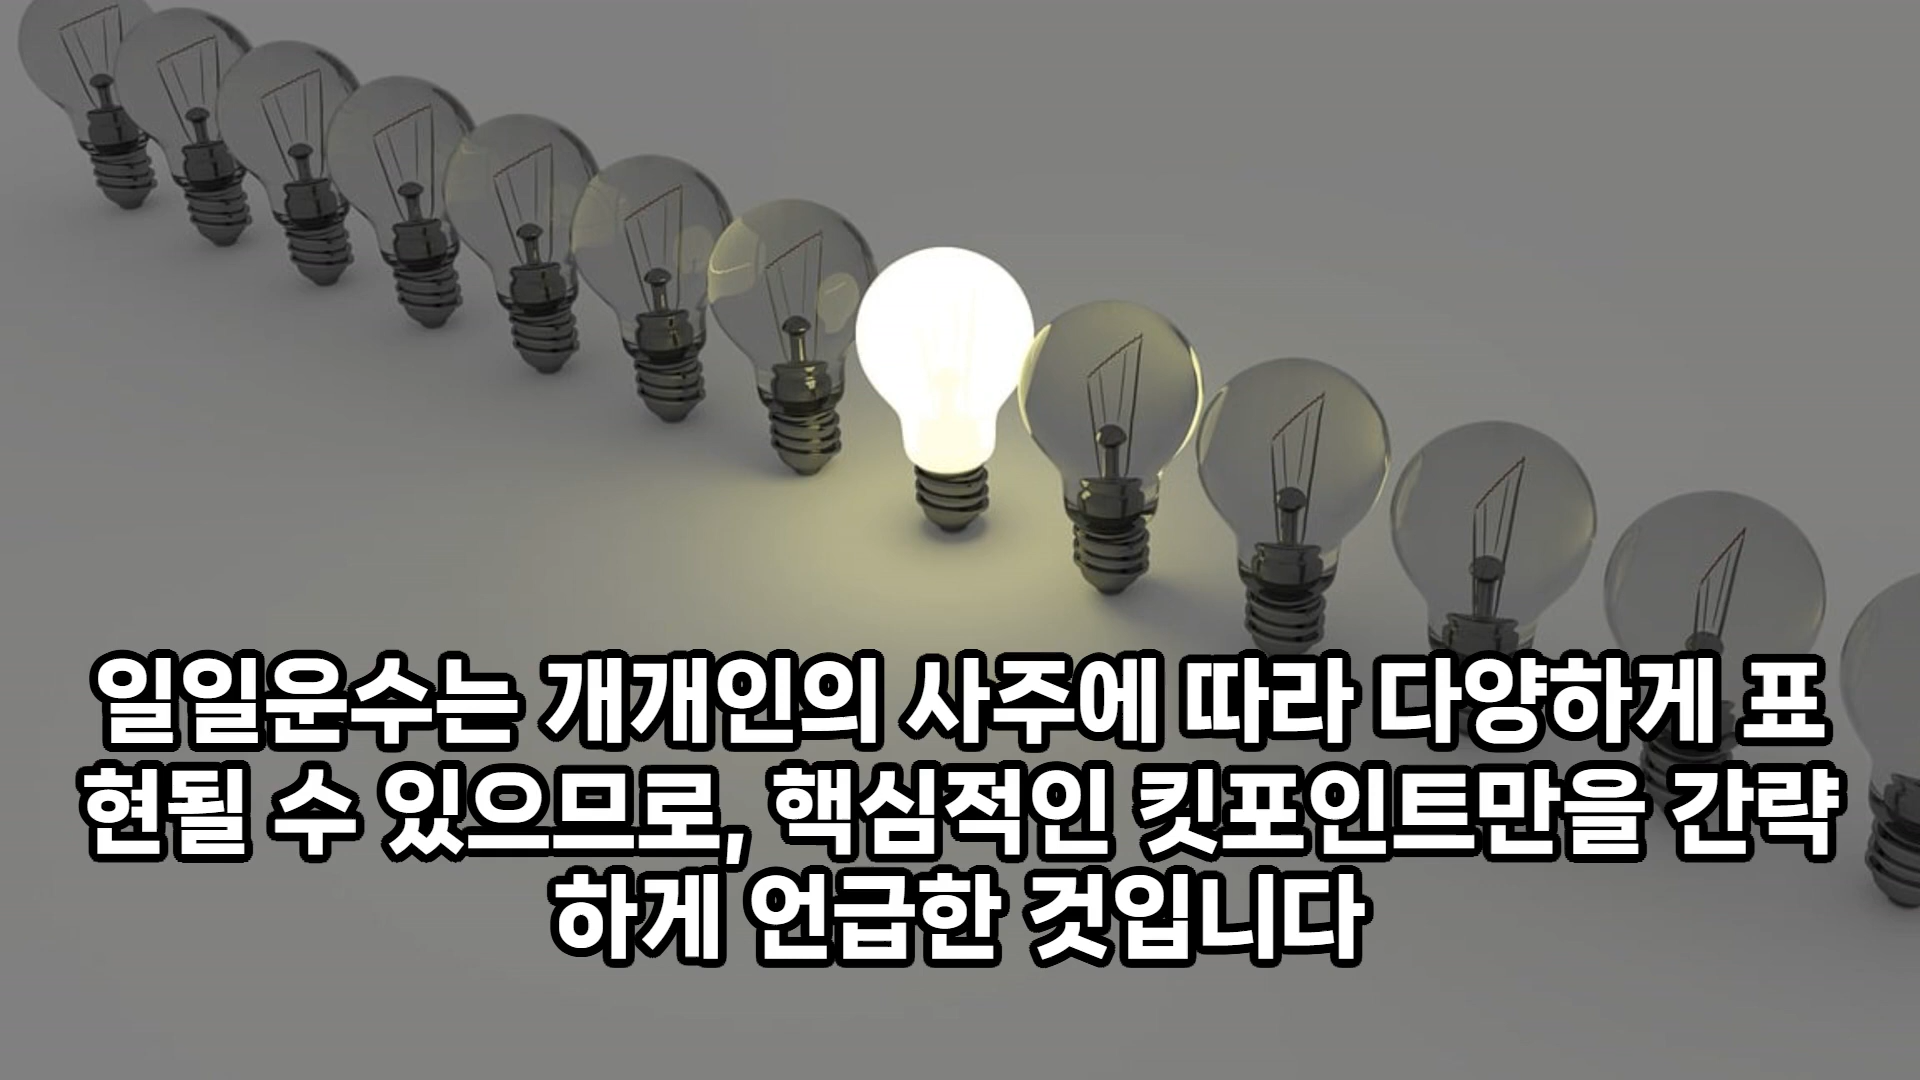 일일운수는 개개인의 사주에 따라 다양하게 표
현될 수 있으므로, 핵심적인 킷포인트만을 간략
하게 언급한 것입니다